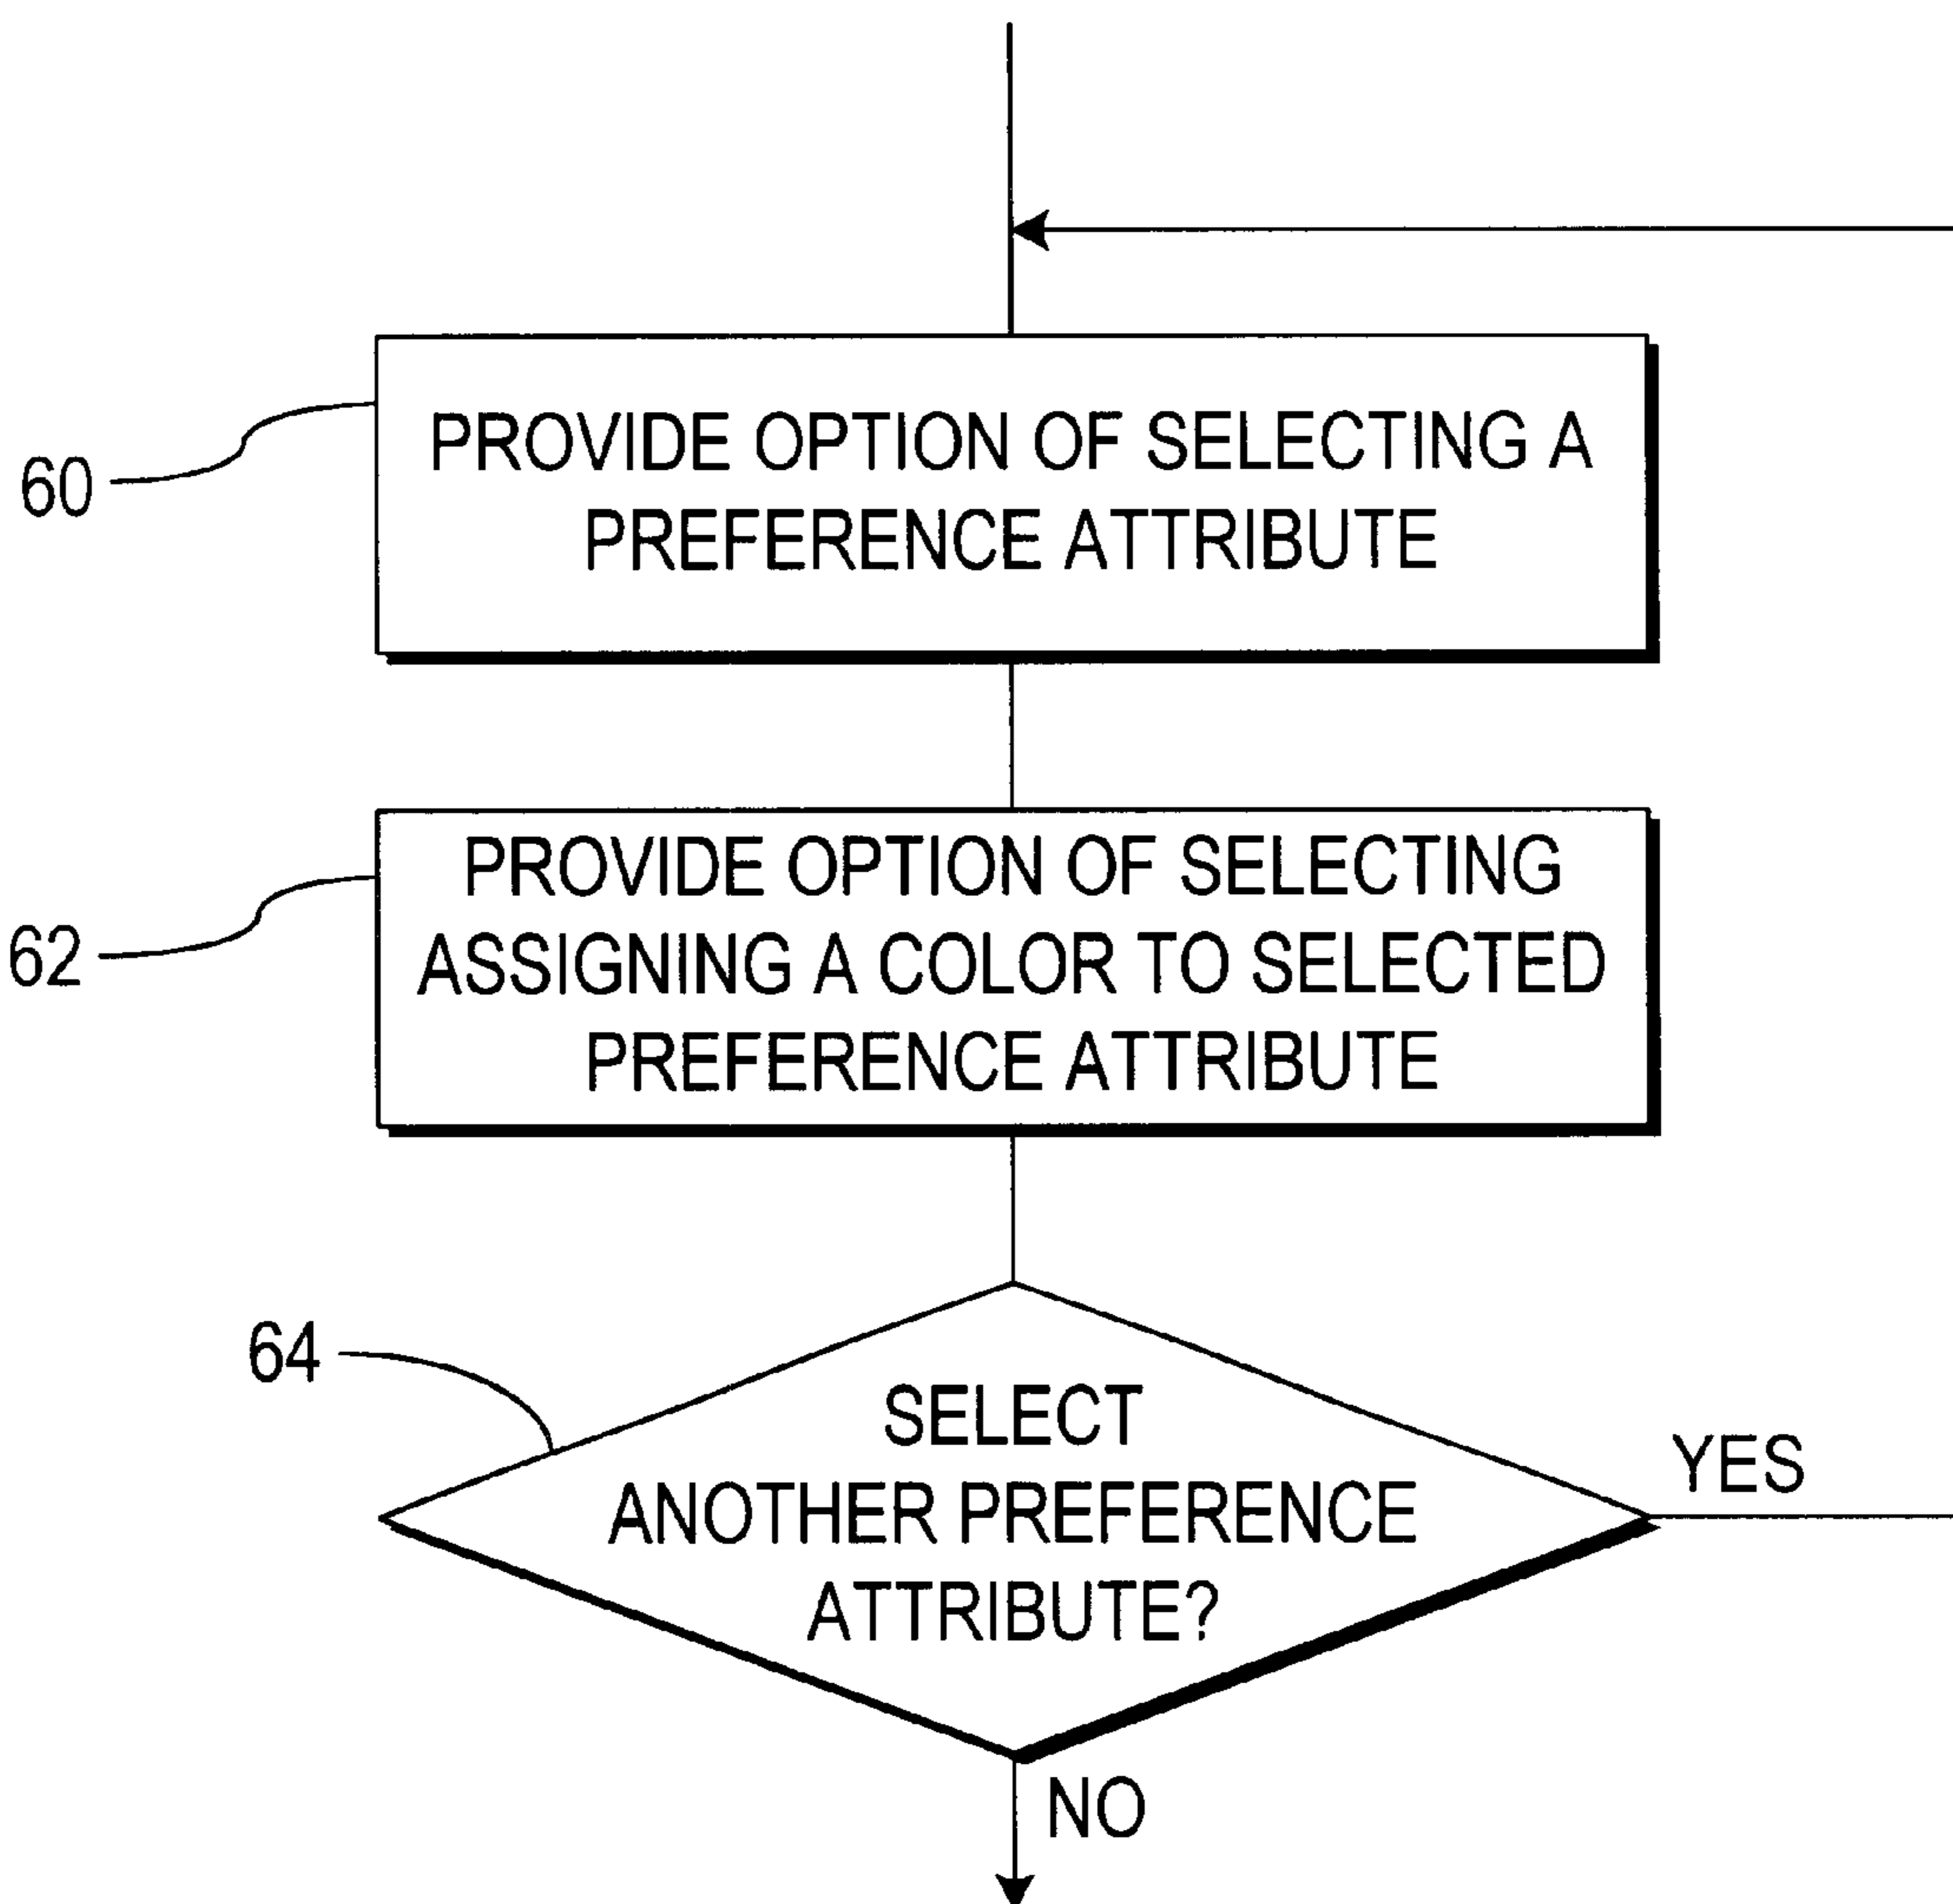 PROVIDE OPTION OF SELECTING A
PREFERENCE ATTRIBUTE
60
PROVIDE OPTION OF SELECTING
ASSIGNING A COLOR TO SELECTED
PREFERENCE ATTRIBUTE
62
64
SELECT
ANOTHER PREFERENCE
ATTRIBUTE?
YES
NO